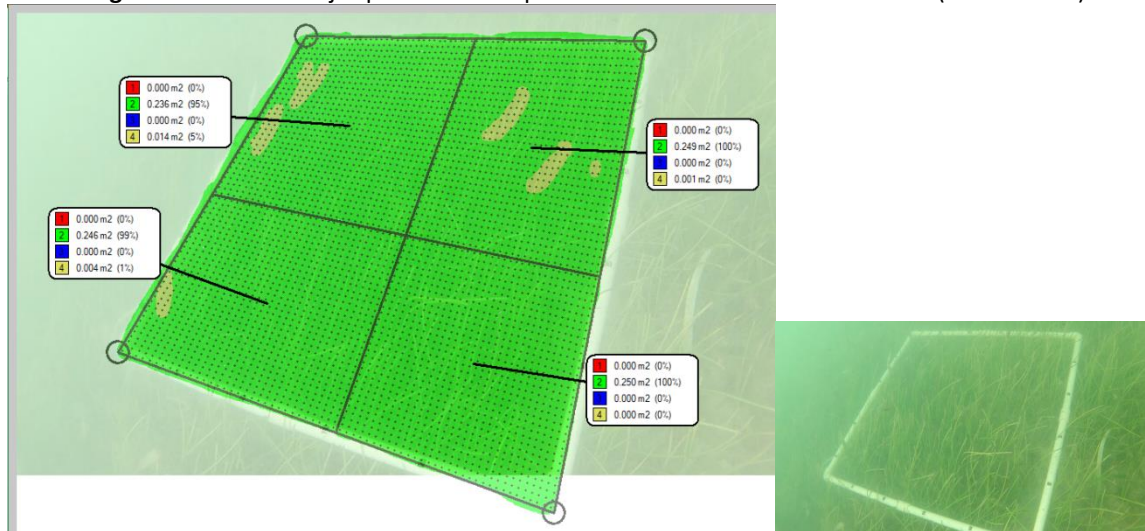 1 0.000 m2 (0%)
2 0.236 m2 (95%)
0.000 m2 (0%)
4 0.014 m2 (5%)
1 0.000 m2 (0%)
2 0.249 m2 (100%)
0.000 m2 (0%)
4 0.001 m2 (0%)
1 0.000 m2 (0%)
2 0.246 m2 (99%)
0.000 m2 (0%)
4 0.004 m2 (1%)
1 0.000 m2 (0%)
2 0.250 m2 (100%)
0.000 m2 (0%)
4 0.000 m2 (0%)